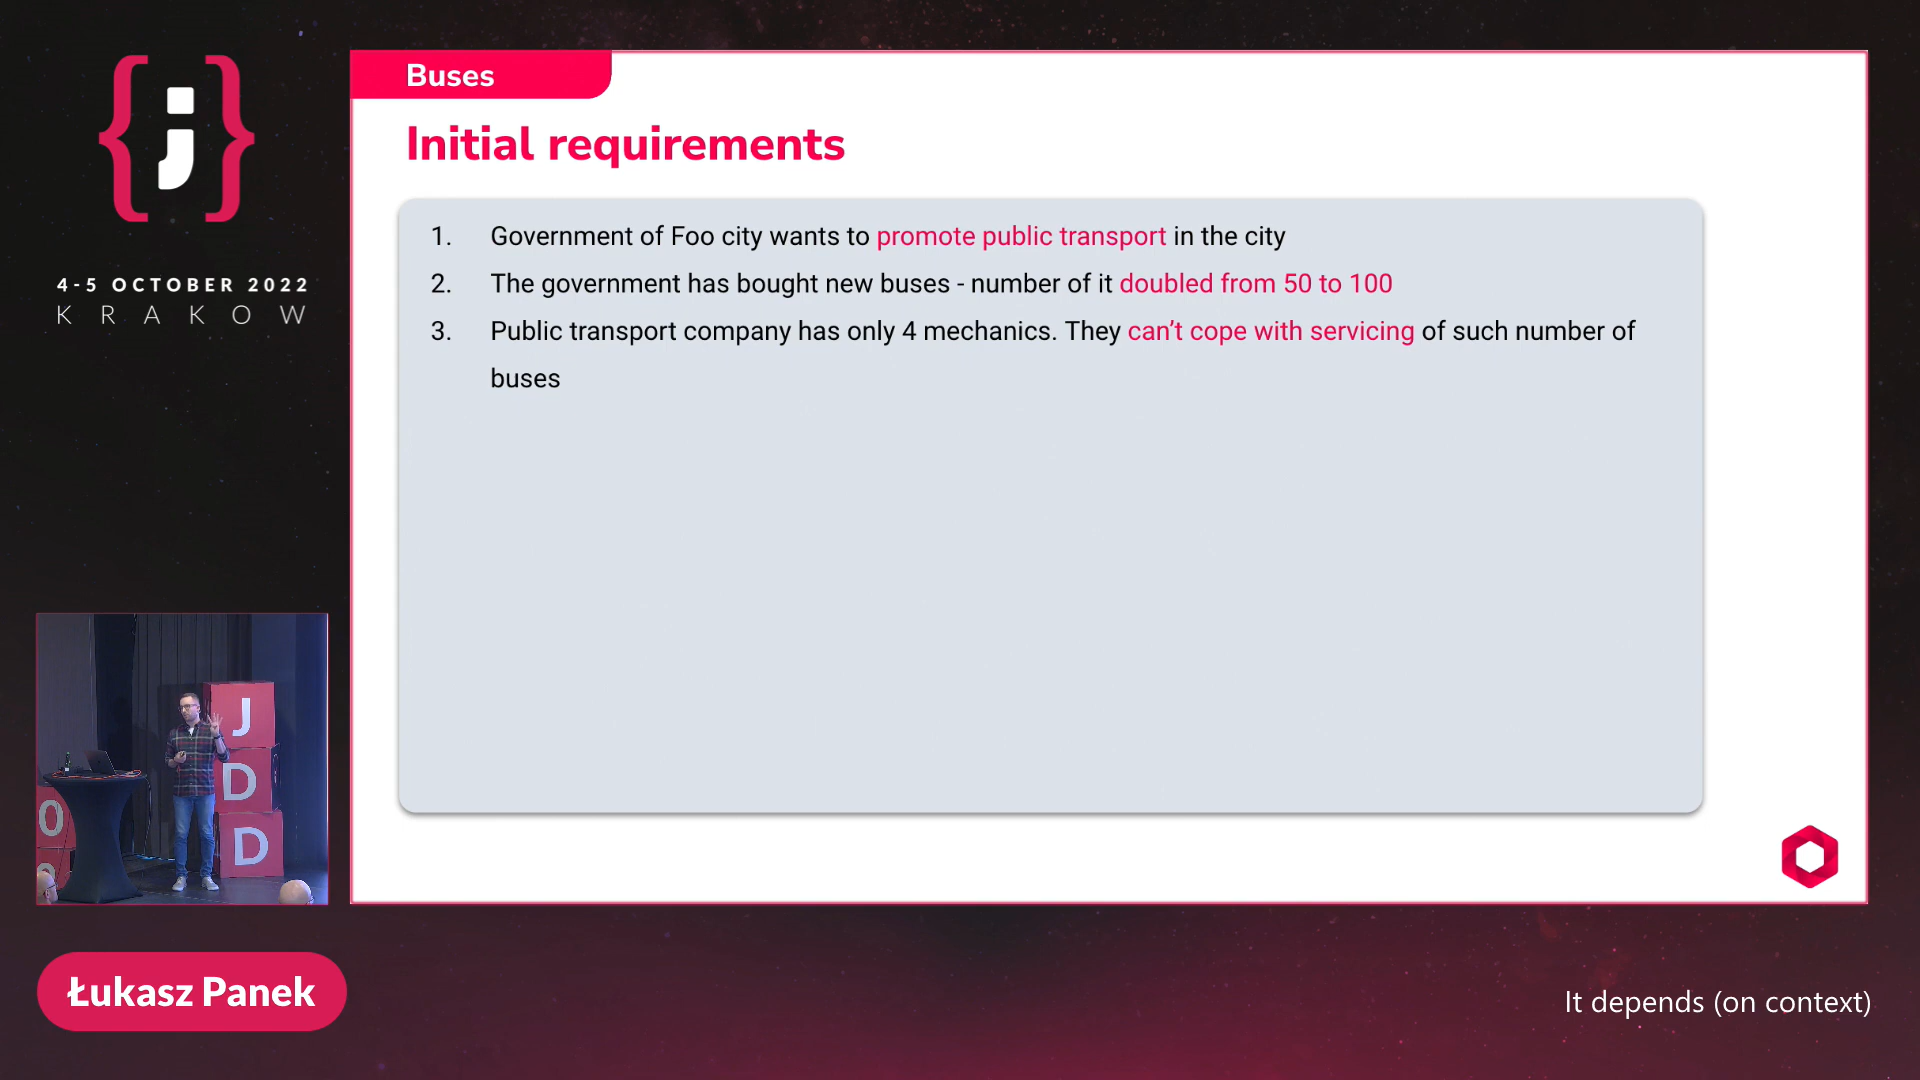 {;}
4-5 OCTOBER 2022
KRAKOW
Buses
Initial requirements
1. Government of Foo city wants to promote public transport in the city
2. The government has bought new buses - number of it doubled from 50 to 100
3. Public transport company has only 4 mechanics. They can't cope with servicing of such number of
buses
J
D
D
O
Łukasz Panek
It depends (on context)